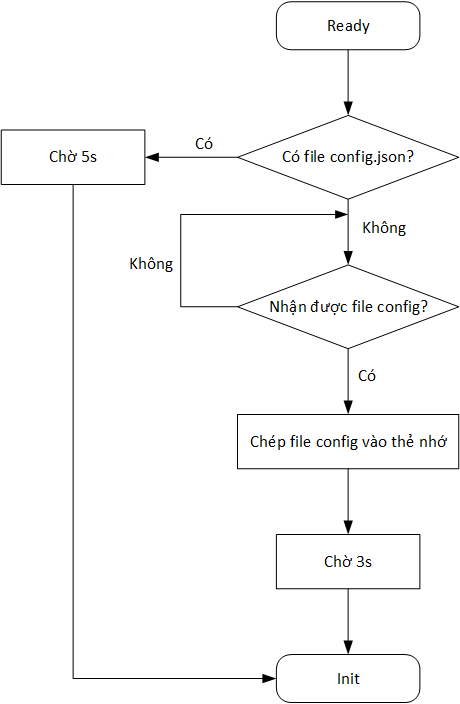 Ready
Có file config.json?
Có
Chờ 5s
Không
Không
Nhận được file config?
Có
Chép file config vào thẻ nhớ
Chờ 3s
Init